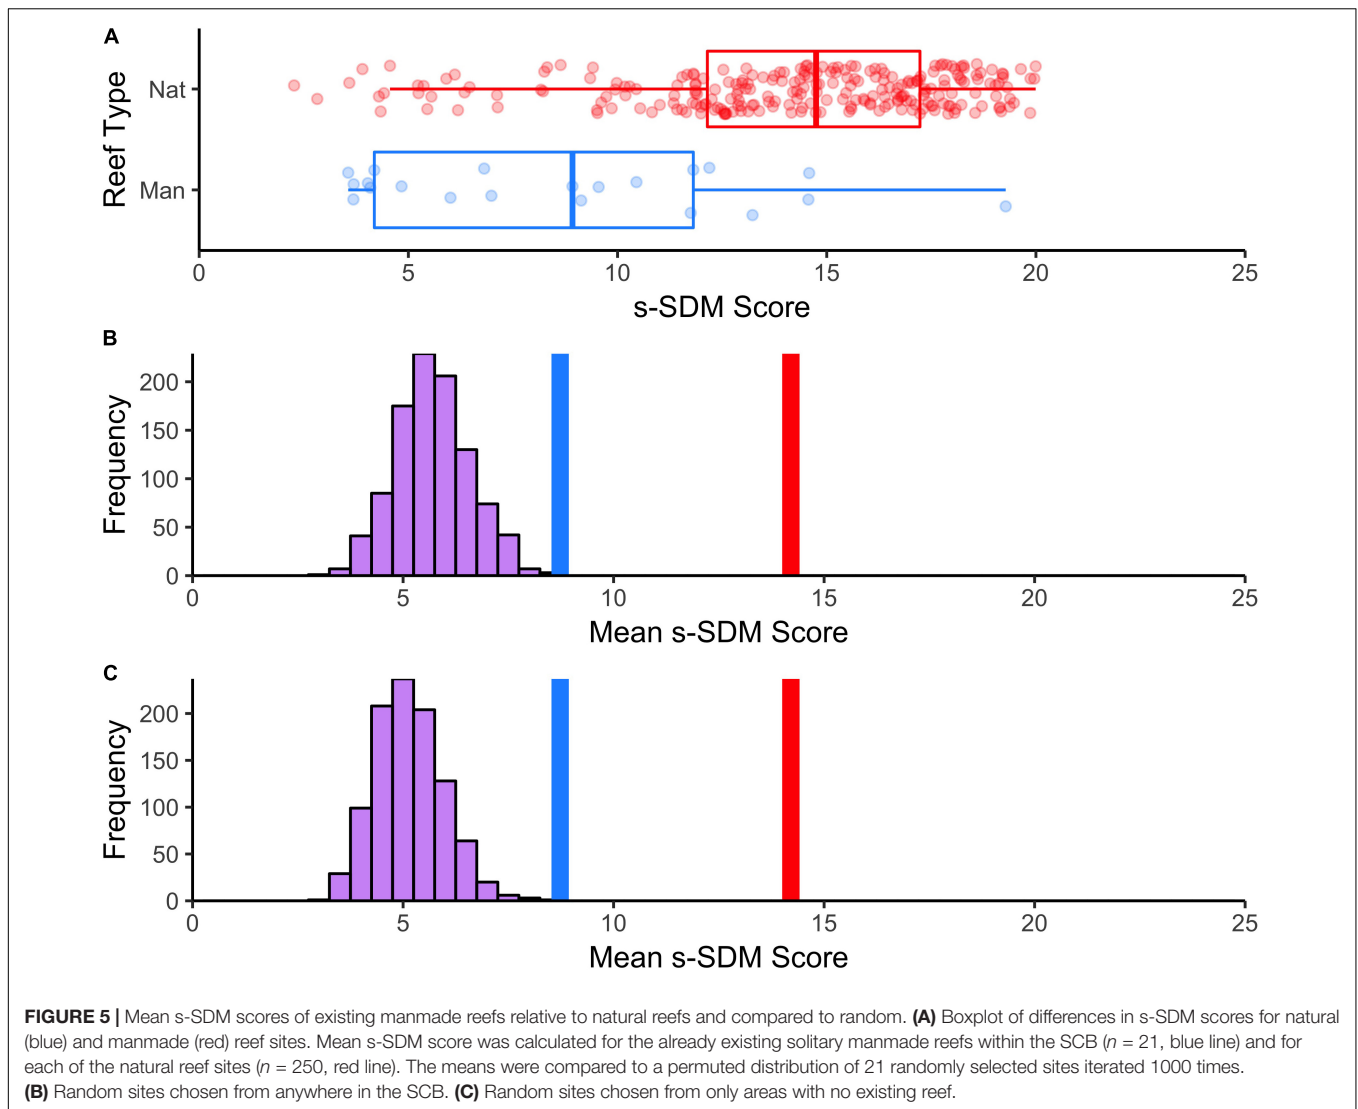 A
Reef Type
Nat
Man
0 5 10 15 20 25
s-SDM Score
B
Frequency
200
150
100
50
0
0 5 10 15 20 25
Mean s-SDM Score
C
Frequency
200
150
100
50
0
0 5 10 15 20 25
Mean s-SDM Score
FIGURE 5 | Mean s-SDM scores of existing manmade reefs relative to natural reefs and compared to random. (A) Boxplot of differences in s-SDM scores for natural
(blue) and manmade (red) reef sites. Mean s-SDM score was calculated for the already existing solitary manmade reefs within the SCB (n = 21, blue line) and for
each of the natural reef sites (n = 250, red line). The means were compared to a permuted distribution of 21 randomly selected sites iterated 1000 times.
(B) Random sites chosen from anywhere in the SCB. (C) Random sites chosen from only areas with no existing reef.